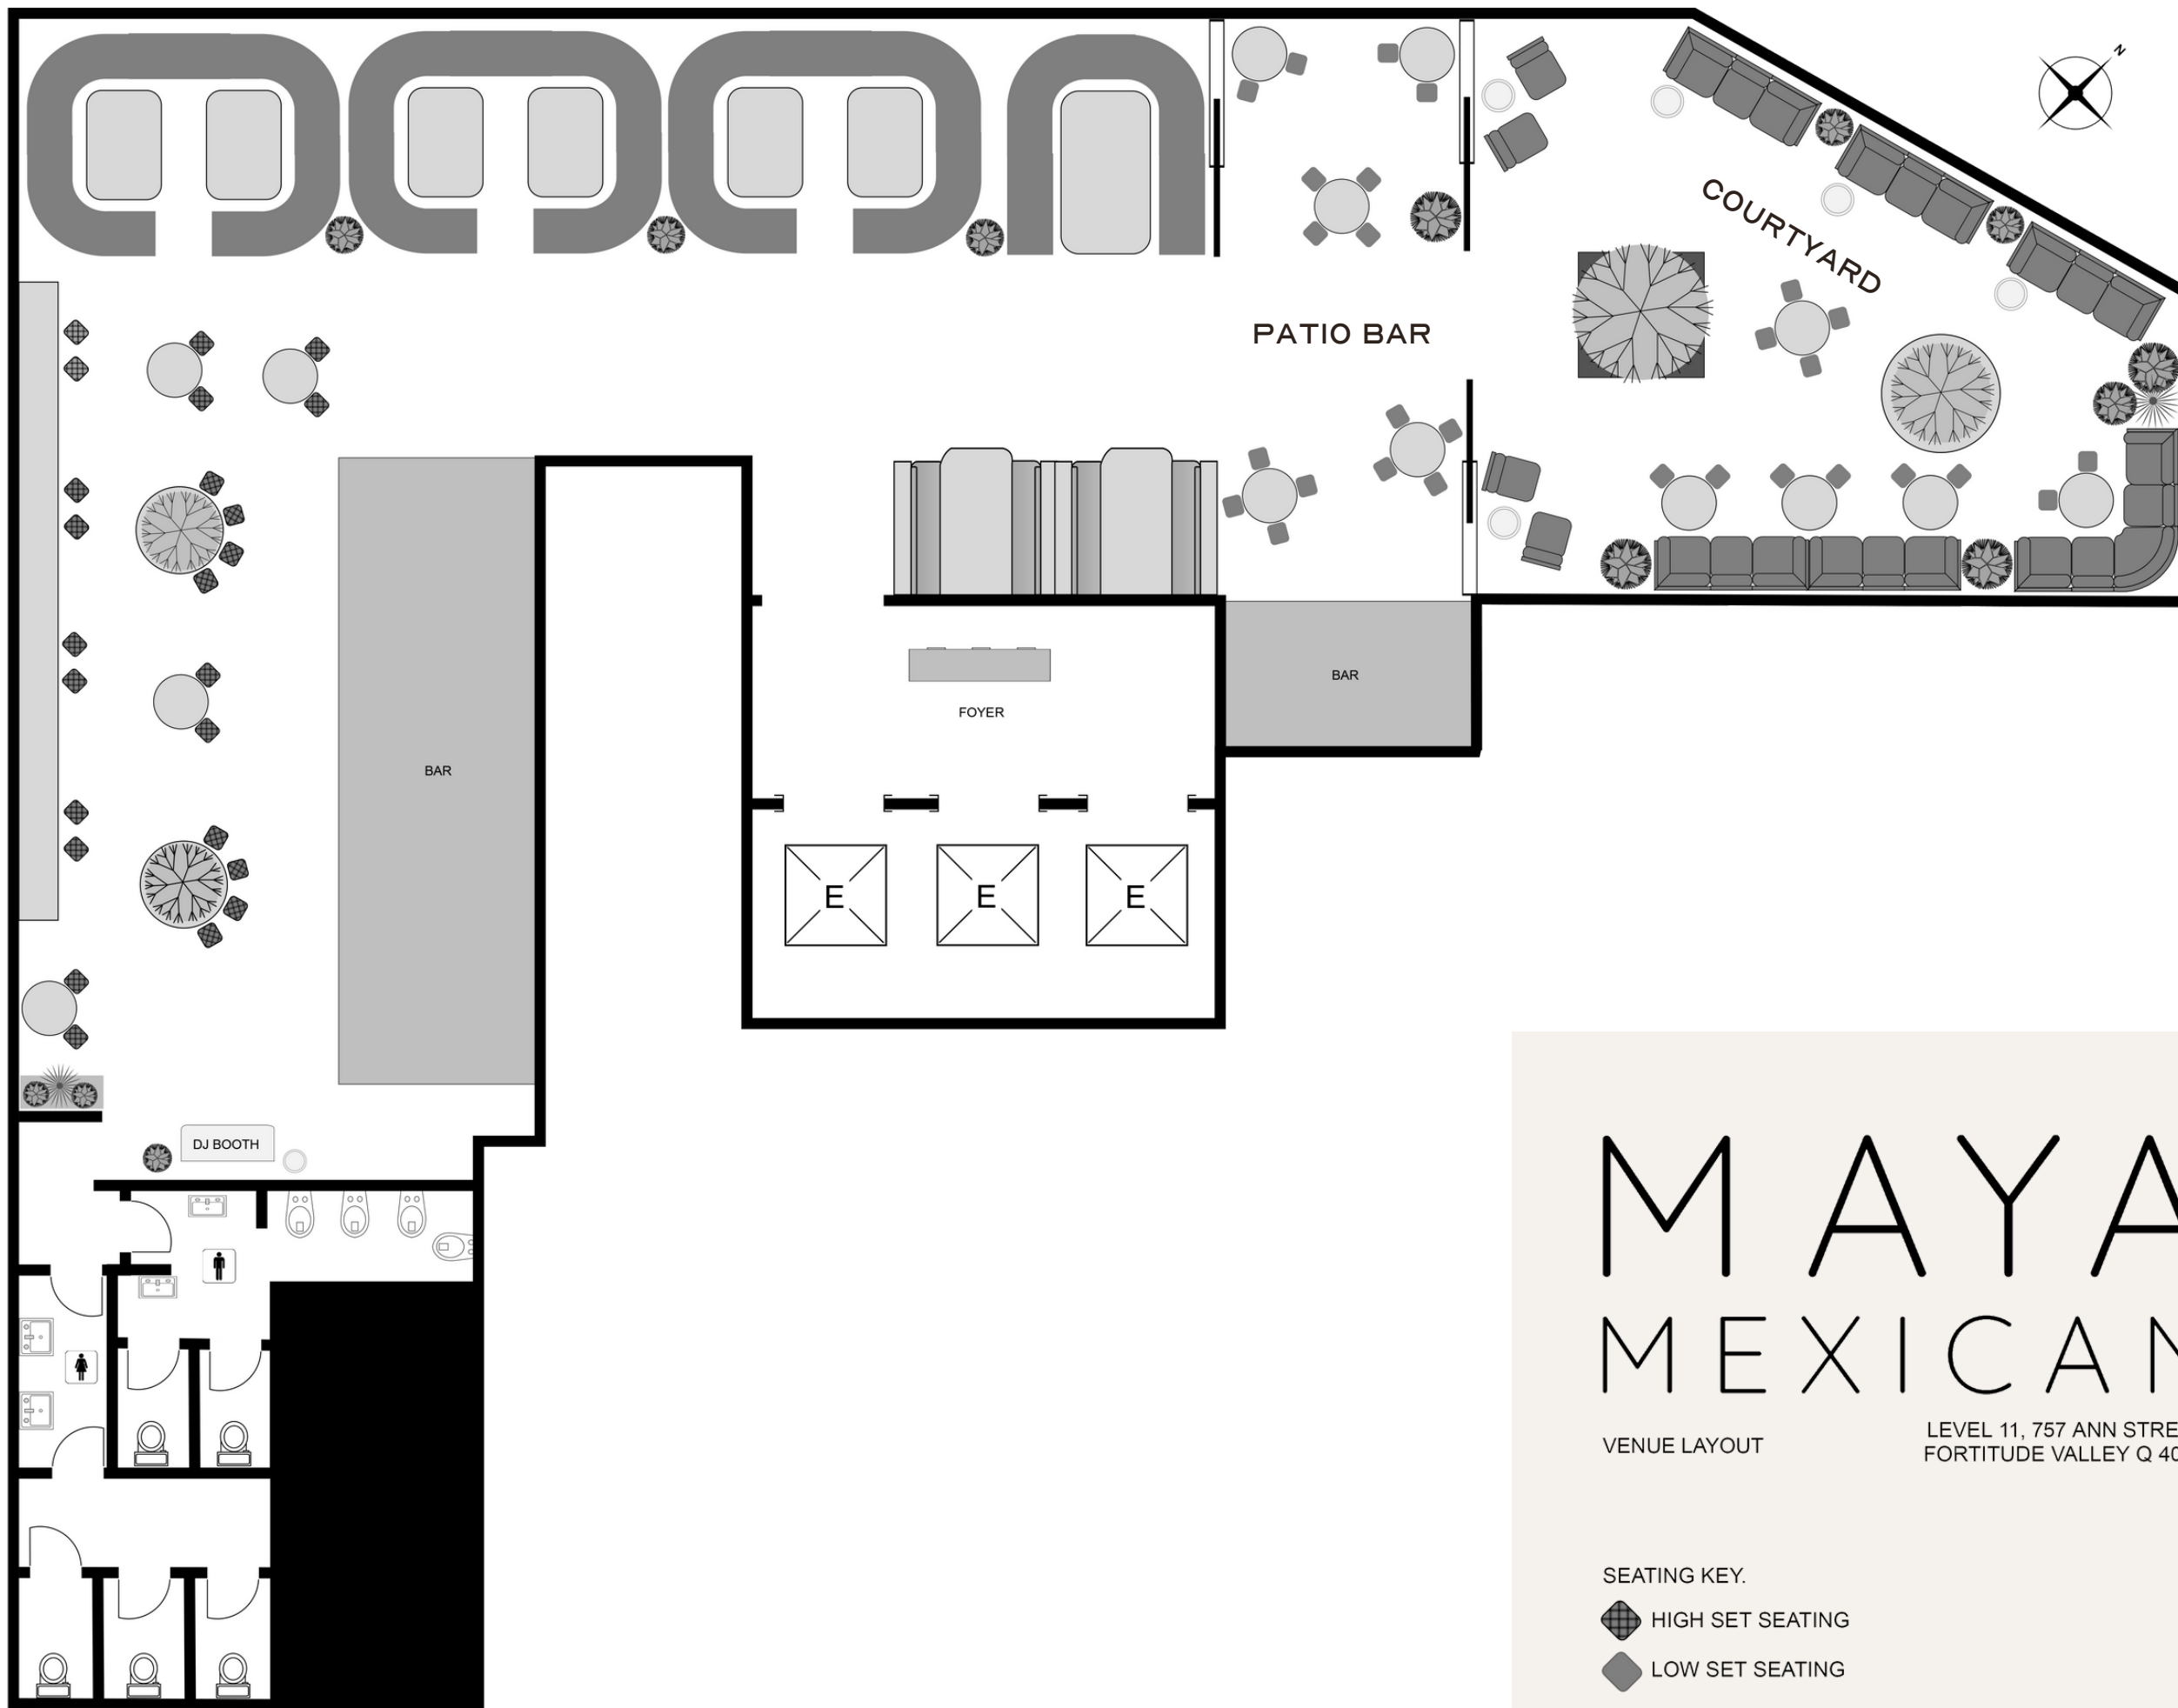 N
COURTYARD
PATIO BAR
BAR
FOYER
BAR
E E E
DJ BOOTH
MAYA
MEXICAN
VENUE LAYOUT
LEVEL 11, 757 ANN STRE
FORTITUDE VALLEY Q 40
SEATING KEY.
HIGH SET SEATING
LOW SET SEATING